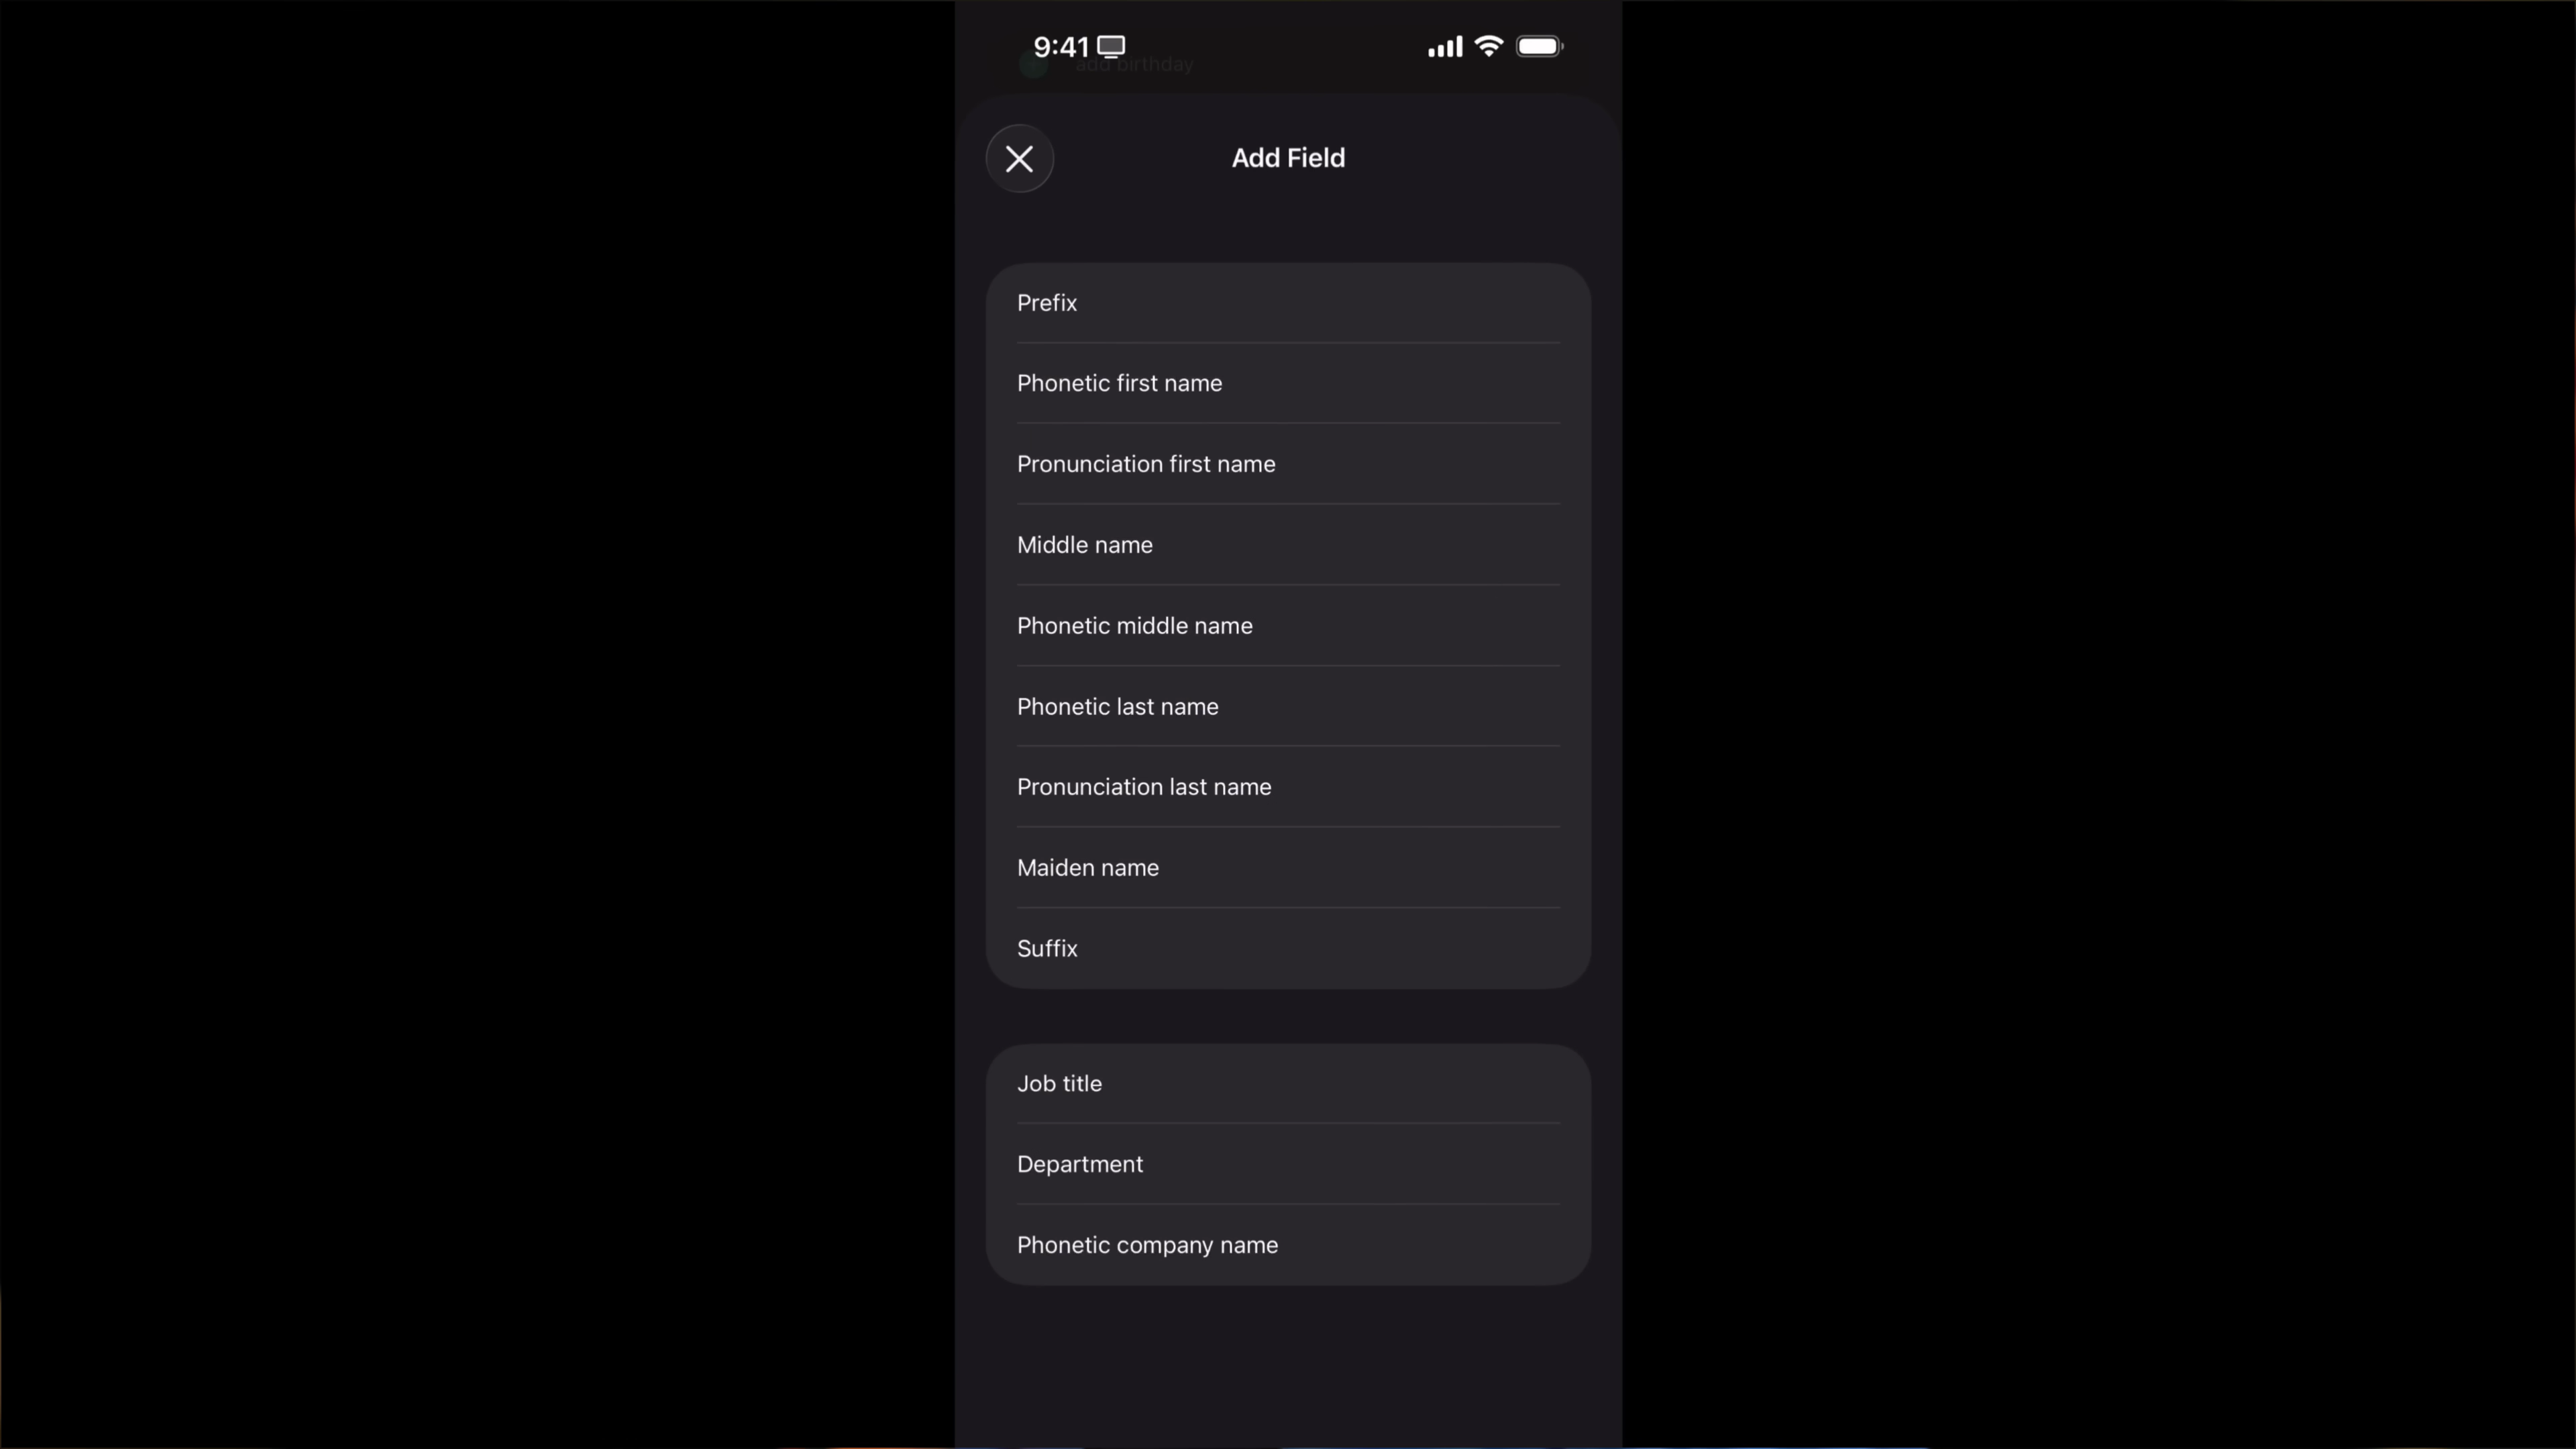 9:41
add birthday
Add Field
Prefix
Phonetic first name
Pronunciation first name
Middle name
Phonetic middle name
Phonetic last name
Pronunciation last name
Maiden name
Suffix
Job title
Department
Phonetic company name